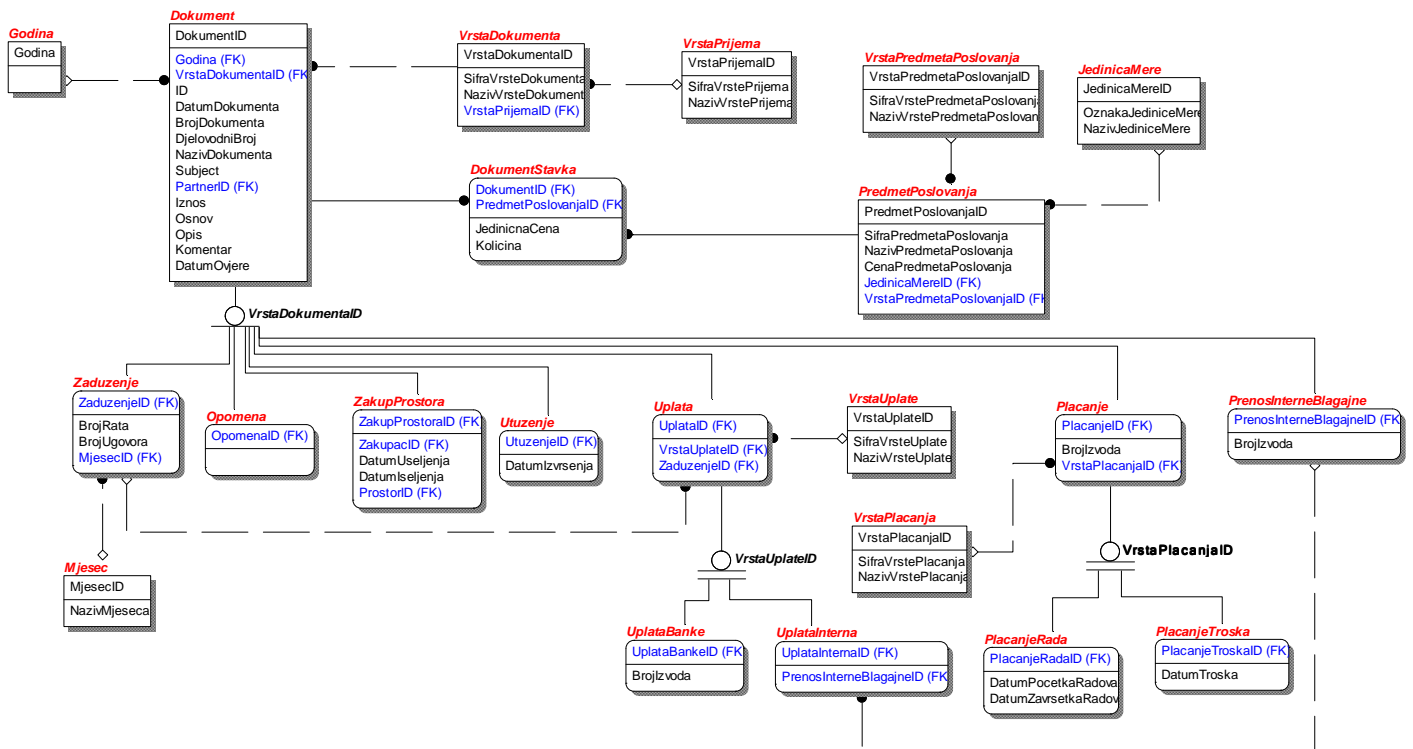 Dokument
DokumentID
Godina (FK)
VrstaDokumentaID (FK
ID
DatumDokumenta
BrojDokumenta
DjelovodniBroj
NazivDokumenta
Subject
PartnerID (FK)
Iznos
Osnov
Opis
Komentar
DatumOvjere
Godina
Godina
VrstaDokumenta
VrstaDokumentaID
SifraVrsteDokumenta
NazivVrsteDokument
VrstaPrijemaID (FK)
VrstaPrijema
VrstaPrijemaID
SifraVrstePrijema
NazivVrstePrijema
VrstaPredmetaPoslovanja
VrstaPredmetaPoslovanjaID
SifraVrstePredmetaPoslovanja
NazivVrstePredmetaPoslovan
JedinicaMere
JedinicaMereID
OznakaJediniceMere
NazivJediniceMere
DokumentStavka
DokumentID (FK)
PredmetPoslovanjaID (FK
JedinicnaCena
Kolicina
PredmetPoslovanja
PredmetPoslovanjaID
SifraPredmetaPoslovanja
NazivPredmetaPoslovanja
CenaPredmetaPoslovanja
JedinicaMereID (FK)
VrstaPredmetaPoslovanjaID (FK
VrstaDokumentaID
Zaduzenje
ZaduzenjeID (FK)
BrojRata
BrojUgovora
MjesecID (FK)
Opomena
OpomenaID (FK)
ZakupProstora
ZakupProstoraID (FK)
ZakupacID (FK)
DatumUseljenja
DatumIseljenja
ProstorID (FK)
Utuzenje
UtuzenjeID (FK)
DatumIzvrsenja
Uplata
UplataID (FK)
VrstaUplateID (FK)
ZaduzenjeID (FK)
VrstaUplate
VrstaUplateID
SifraVrsteUplate
NazivVrsteUplate
Placanje
PlacanjeID (FK)
BrojIzvoda
VrstaPlacanjaID (FK)
PrenosInterneBlagajne
PrenosInterneBlagajneID (FK)
BrojIzvoda
VrstaPlacanja
VrstaPlacanjaID
SifraVrstePlacanja
NazivVrstePlacanja
VrstaUplateID
VrstaPlacanjaID
Mjesec
MjesecID
NazivMjeseca
UplataBanke
UplataBankeID (FK)
BrojIzvoda
UplataInterna
UplataInternaID (FK)
PrenosInterneBlagajneID (FK
PlacanjeRada
PlacanjeRadaID (FK)
DatumPocetkaRadova
DatumZavrsetkaRadov
PlacanjeTroska
PlacanjeTroskaID (FK)
DatumTroska